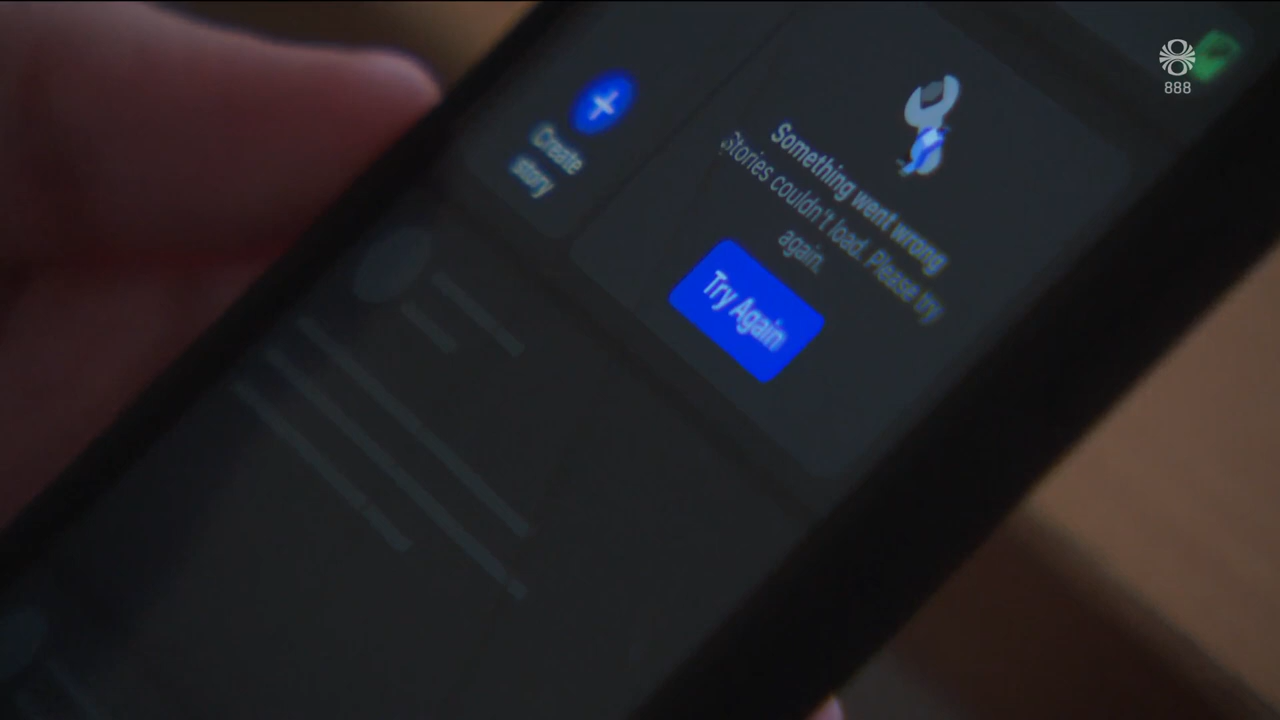 888
Create
story
Something went wrong
Stories couldn't load. Please try
again.
Try Again